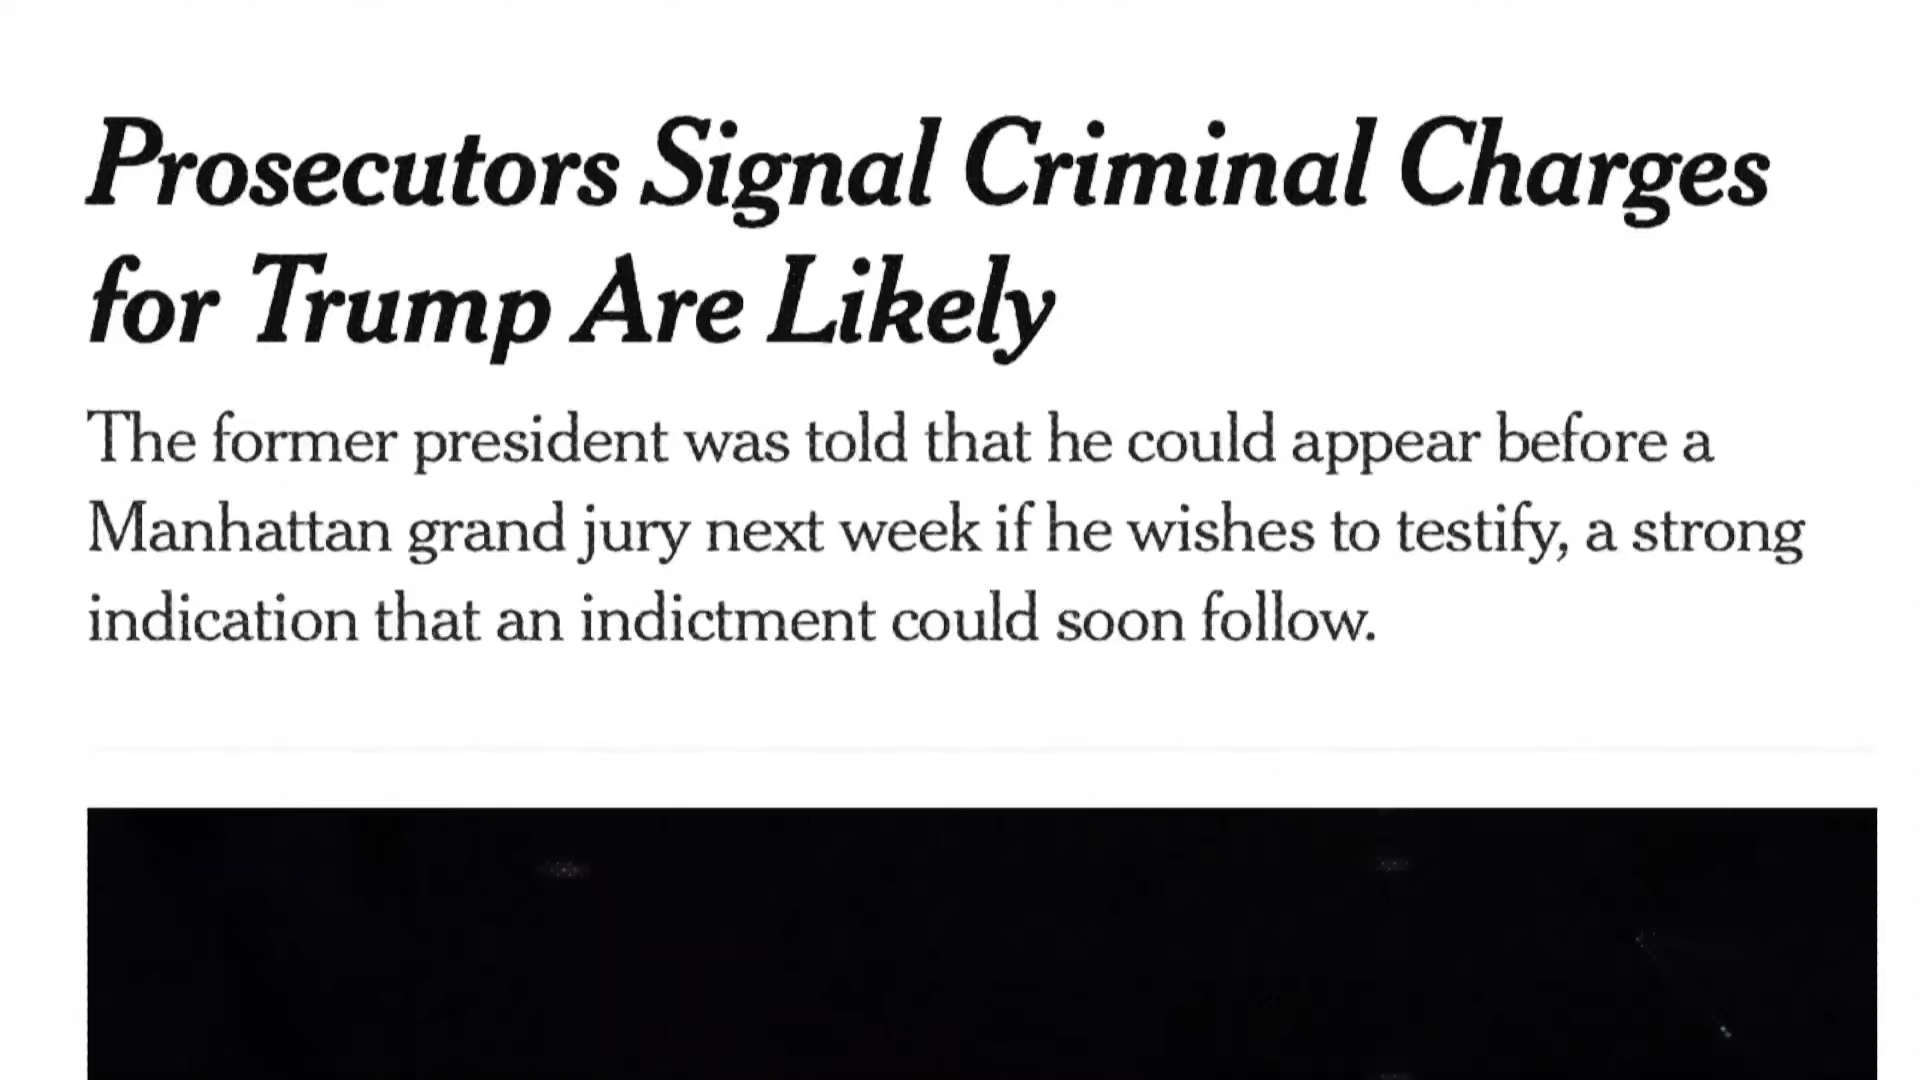 Prosecutors Signal Criminal Charges
for Trump Are Likely
The former president was told that he could appear before a
Manhattan grand jury next week if he wishes to testify, a strong
indication that an indictment could soon follow.